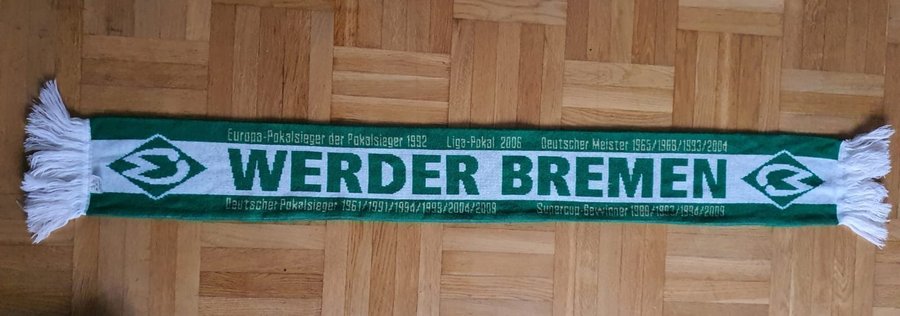 Europa-Pokalsieger der Pokalsieger 1992 Liga-Pokal 2006 Deutscher Meister 1965/1988/1993/2004
WERDER BREMEN
Deutscher Pokalsieger 1961/1991/1994/1999/2004/2009 Supercup-Gewinner 1988/1993/1994/2009